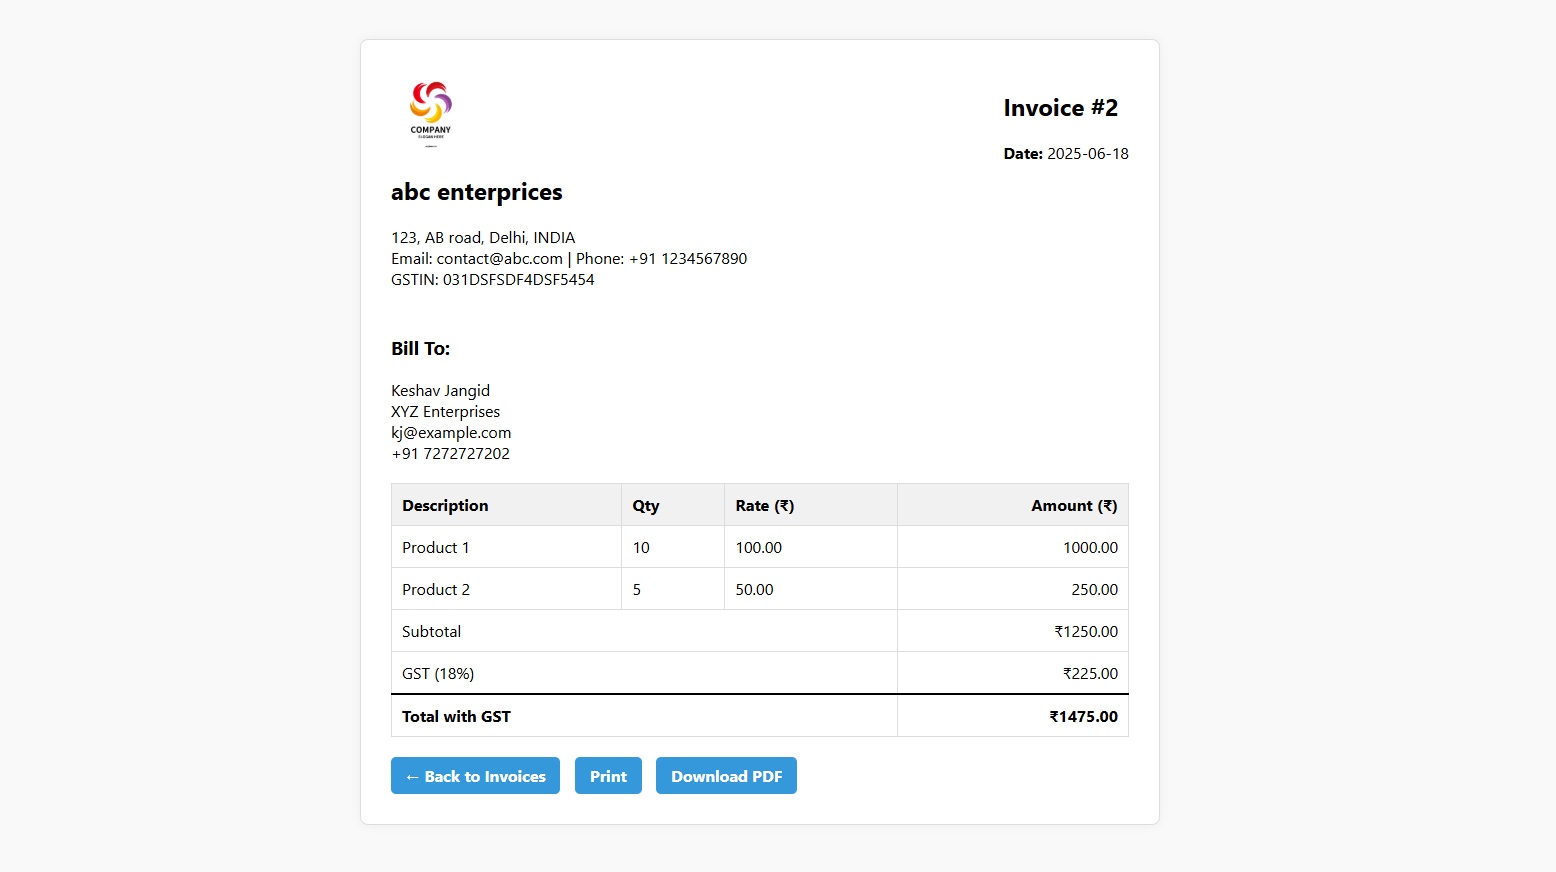 COMPANY
SLOGAN HERE
Invoice #2
Date: 2025-06-18
abc enterprices
123, AB road, Delhi, INDIA
Email: contact@abc.com | Phone: +91 1234567890
GSTIN: 031DSFSDF4DSF5454
Bill To:
Keshav Jangid
XYZ Enterprises
kj@example.com
+91 7272727202
Description Qty Rate (₹) Amount (₹)
Product 1 10 100.00 1000.00
Product 2 5 50.00 250.00
Subtotal ₹1250.00
GST (18%) ₹225.00
Total with GST ₹1475.00
← Back to Invoices Print Download PDF